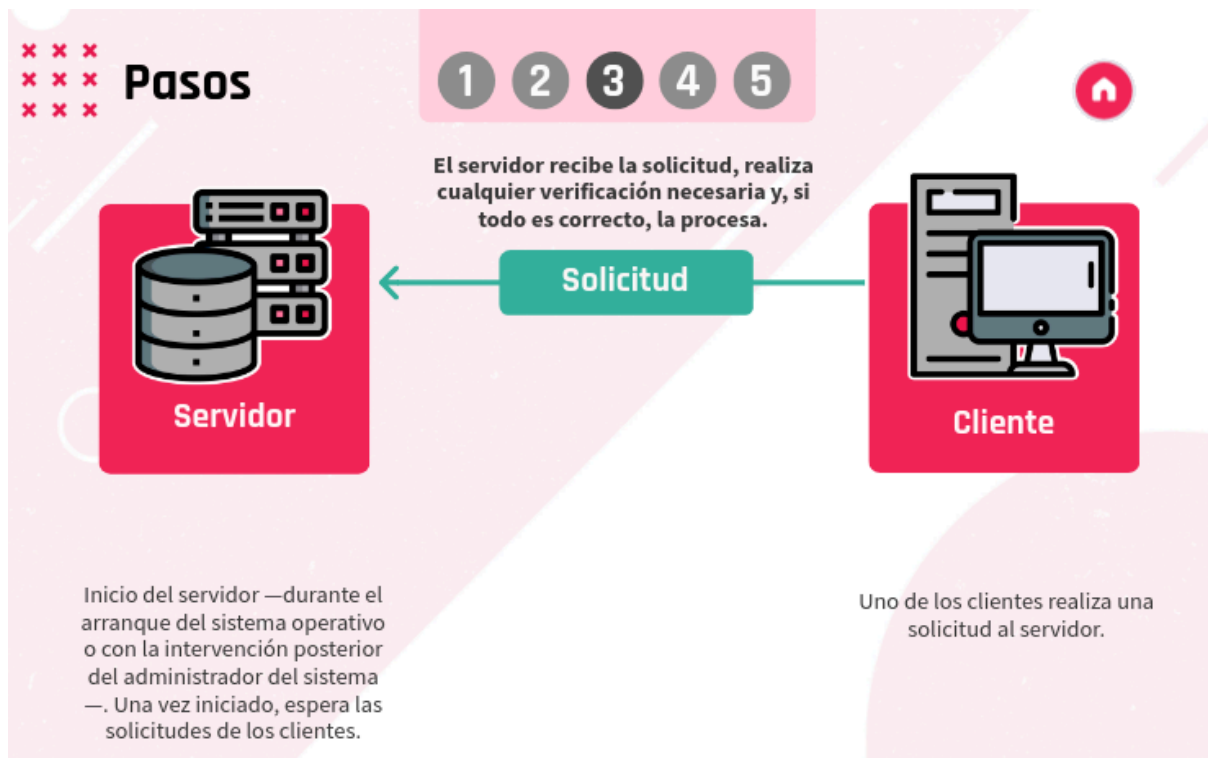 Pasos
1 2 3 4 5
El servidor recibe la solicitud, realiza
cualquier verificación necesaria y, si
todo es correcto, la procesa.
Solicitud
Servidor
Cliente
Inicio del servidor —durante el
arranque del sistema operativo
o con la intervención posterior
del administrador del sistema
—. Una vez iniciado, espera las
solicitudes de los clientes.
Uno de los clientes realiza una
solicitud al servidor.